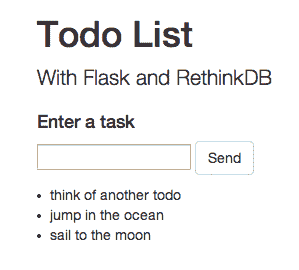 Todo List
With Flask and RethinkDB
Enter a task
Send
think of another todo
jump in the ocean
sail to the moon